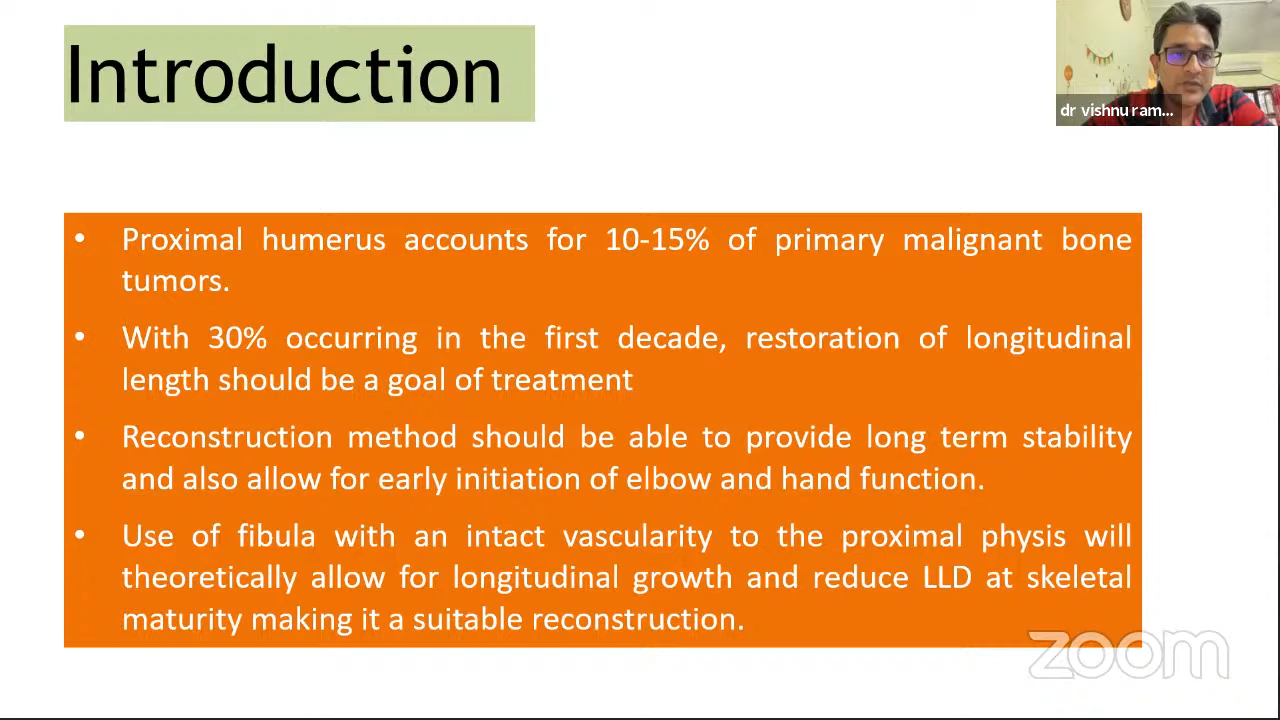 Introduction
dr vishnu ram...
• Proximal humerus accounts for 10-15% of primary malignant bone
tumors.
• With 30% occurring in the first decade, restoration of longitudinal
length should be a goal of treatment
• Reconstruction method should be able to provide long term stability
and also allow for early initiation of elbow and hand function.
• Use of fibula with an intact vascularity to the proximal physis will
theoretically allow for longitudinal growth and reduce LLD at skeletal
maturity making it a suitable reconstruction.
zoom